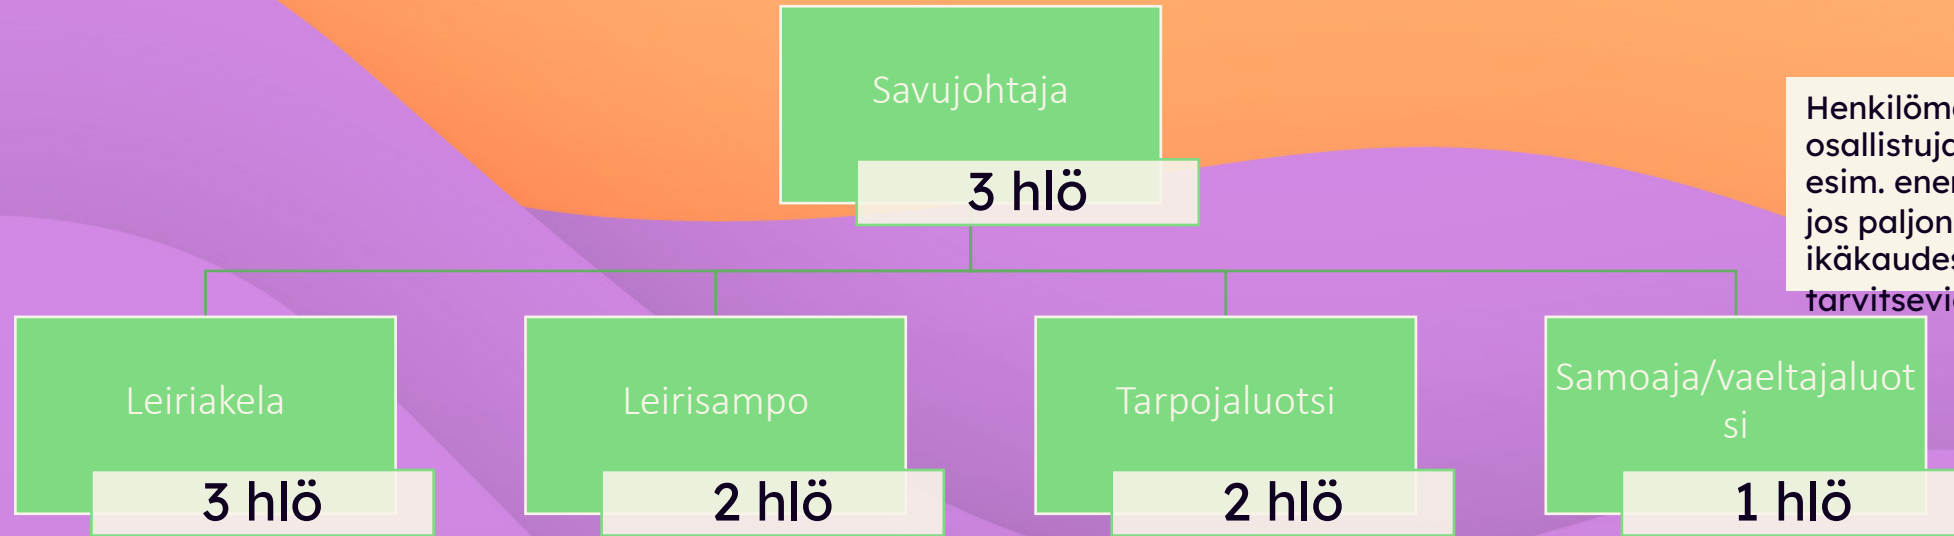 Savujohtaja
3 hlö
jos paljon
esim.
Leiriakela
3 hlö
Leirisampo
2 hlö
Tarpojaluotsi
2 hlö
Samoaja/vaeltajaluot
si
1 hlö